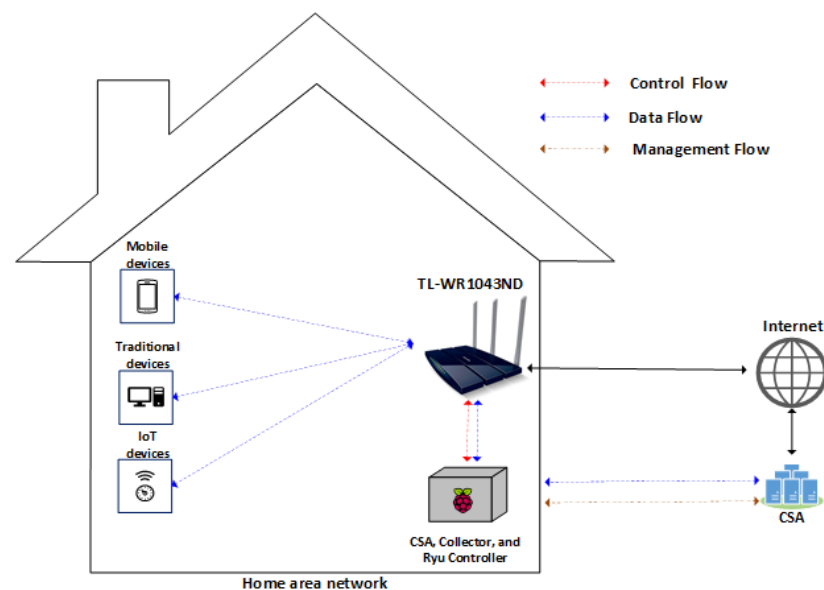 Control Flow
Data Flow
Management Flow
Mobile
devices
TL-WR1043ND
Internet
Traditional
devices
IoT
devices
CSA
CSA, Collector, and
Ryu Controller
Home area network